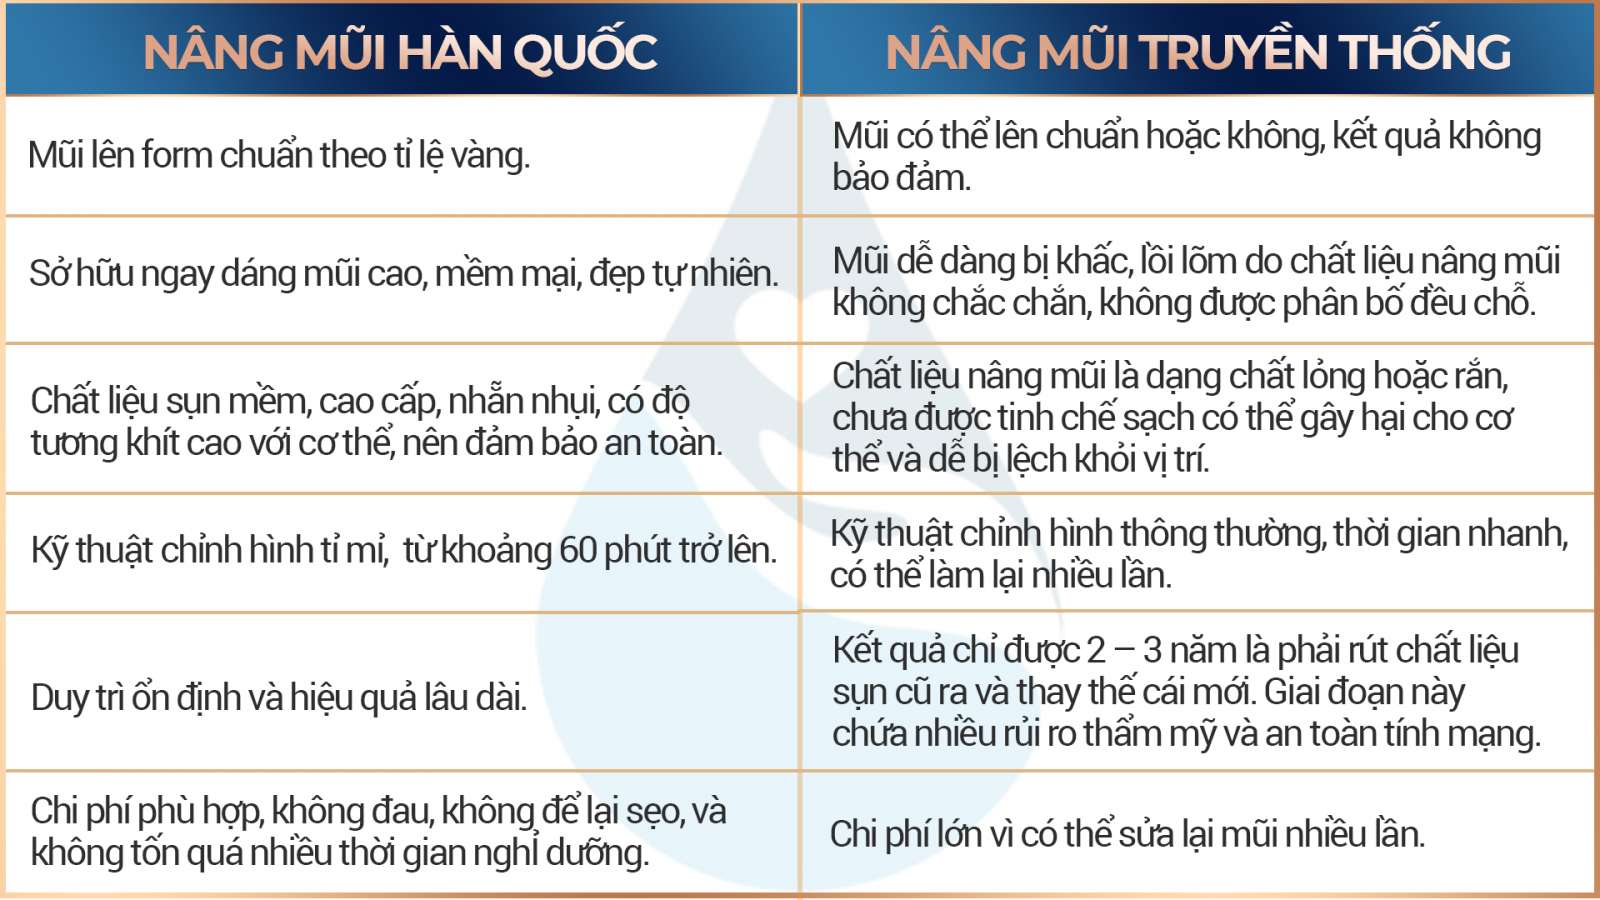 NÂNG MŨI HÀN QUỐC
NÂNG MŨI TRUYỀN THỐNG
Mũi lên form chuẩn theo tỉ lệ vàng.
Mũi có thể lên chuẩn hoặc không, kết quả không
bảo đảm.
Sở hữu ngay dáng mũi cao, mềm mại, đẹp tự nhiên.
Mũi dễ dàng bị khấc, lồi lõm do chất liệu nâng mũi
không chắc chắn, không được phân bố đều chỗ.
Chất liệu sụn mềm, cao cấp, nhẵn nhụi, có độ
tương khít cao với cơ thể, nên đảm bảo an toàn.
Chất liệu nâng mũi là dạng chất lỏng hoặc rắn,
chưa được tinh chế sạch có thể gây hại cho cơ
thể và dễ bị lệch khỏi vị trí.
Kỹ thuật chỉnh hình tỉ mỉ, từ khoảng 60 phút trở lên.
Kỹ thuật chỉnh hình thông thường, thời gian nhanh,
có thể làm lại nhiều lần.
Duy trì ổn định và hiệu quả lâu dài.
Kết quả chỉ được 2 – 3 năm là phải rút chất liệu
sụn cũ ra và thay thế cái mới. Giai đoạn này
chứa nhiều rủi ro thẩm mỹ và an toàn tính mạng.
Chi phí phù hợp, không đau, không để lại sẹo, và
không tốn quá nhiều thời gian nghỉ dưỡng.
Chi phí lớn vì có thể sửa lại mũi nhiều lần.